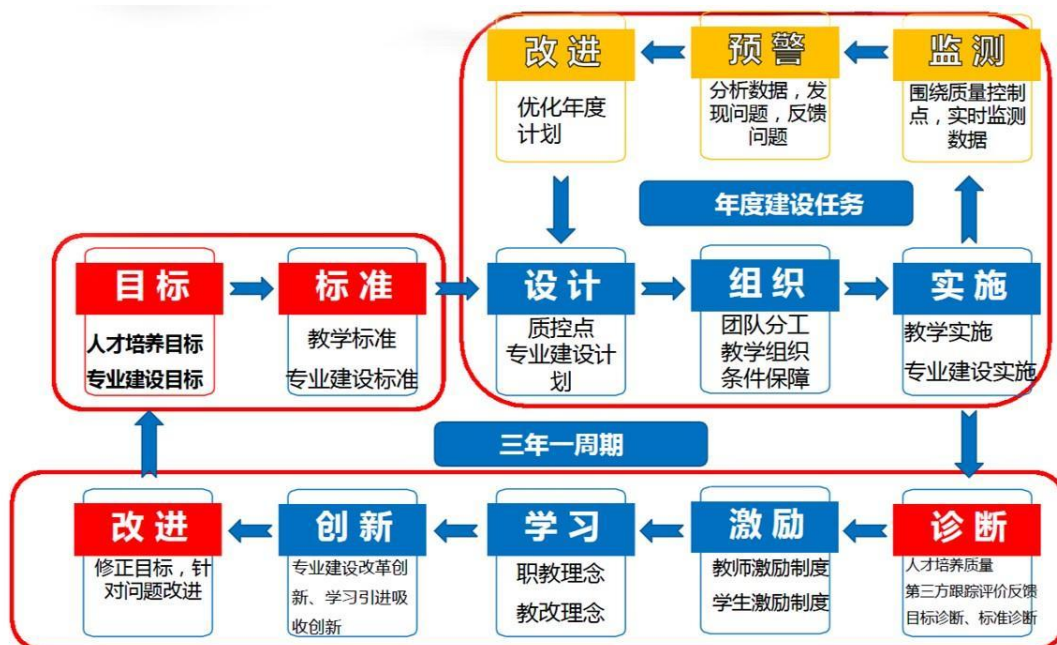 改进
优化年度
计划
预警
分析数据，发
现问题，反馈
问题
监测
围绕质量控制
点，实时监测
数据
年度建设任务
目标
人才培养目标
专业建设目标
标准
教学标准
专业建设标准
设计
质控点
专业建设计
划
组织
团队分工
教学组织
条件保障
实施
教学实施
专业建设实施
三年一周期
改进
修正目标，针
对问题改进
创新
专业建设改革创
新、学习引进吸
收创新
学习
职教理念
教改理念
激励
教师激励制度
学生激励制度
诊断
人才培养质量
第三方跟踪评价反馈
目标诊断、标准诊断